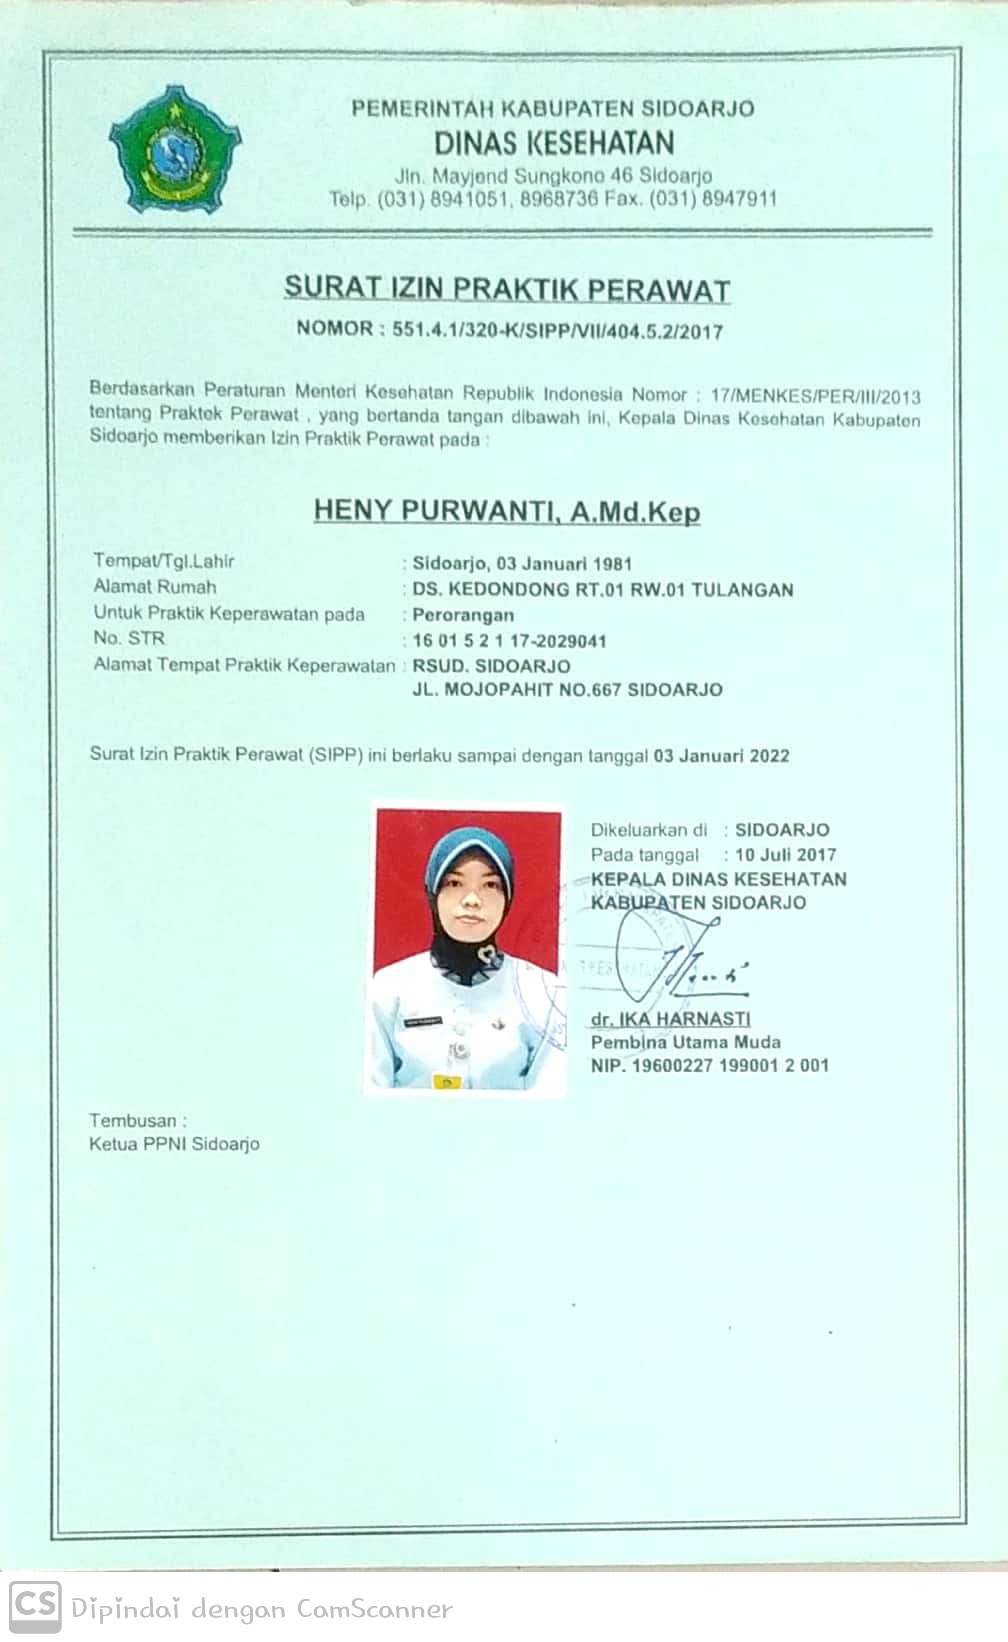 PEMERINTAH KABUPATEN SIDOARJO
DINAS KESEHATAN
Jln. Mayjend Sungkono 46 Sidoarjo
Telp. (031) 8941051, 8968736 Fax. (031) 8947911
SURAT IZIN PRAKTIK PERAWAT
NOMOR : 551.4.1/320-K/SIPP/VII/404.5.2/2017
Berdasarkan Peraturan Menteri Kesehatan Republik Indonesia Nomor : 17/MENKES/PER/III/2013
tentang Praktek Perawat , yang bertanda tangan dibawah ini, Kepala Dinas Kesehatan Kabupaten
Sidoarjo memberikan Izin Praktik Perawat pada :
HENY PURWANTI, A.Md.Kep
Tempat/Tgl.Lahir : Sidoarjo, 03 Januari 1981
Alamat Rumah : DS. KEDONDONG RT.01 RW.01 TULANGAN
Untuk Praktik Keperawatan pada : Perorangan
No. STR : 16 01 5 2 1 17-2029041
Alamat Tempat Praktik Keperawatan : RSUD. SIDOARJO
JL. MOJOPAHIT NO.667 SIDOARJO
Surat Izin Praktik Perawat (SIPP) ini berlaku sampai dengan tanggal 03 Januari 2022
Dikeluarkan di : SIDOARJO
Pada tanggal : 10 Juli 2017
KEPALA DINAS KESEHATAN
KABUPATEN SIDOARJO
dr. IKA HARNASTI
Pembina Utama Muda
NIP. 19600227 199001 2 001
Tembusan :
Ketua PPNI Sidoarjo
CS Dipindai dengan CamScanner